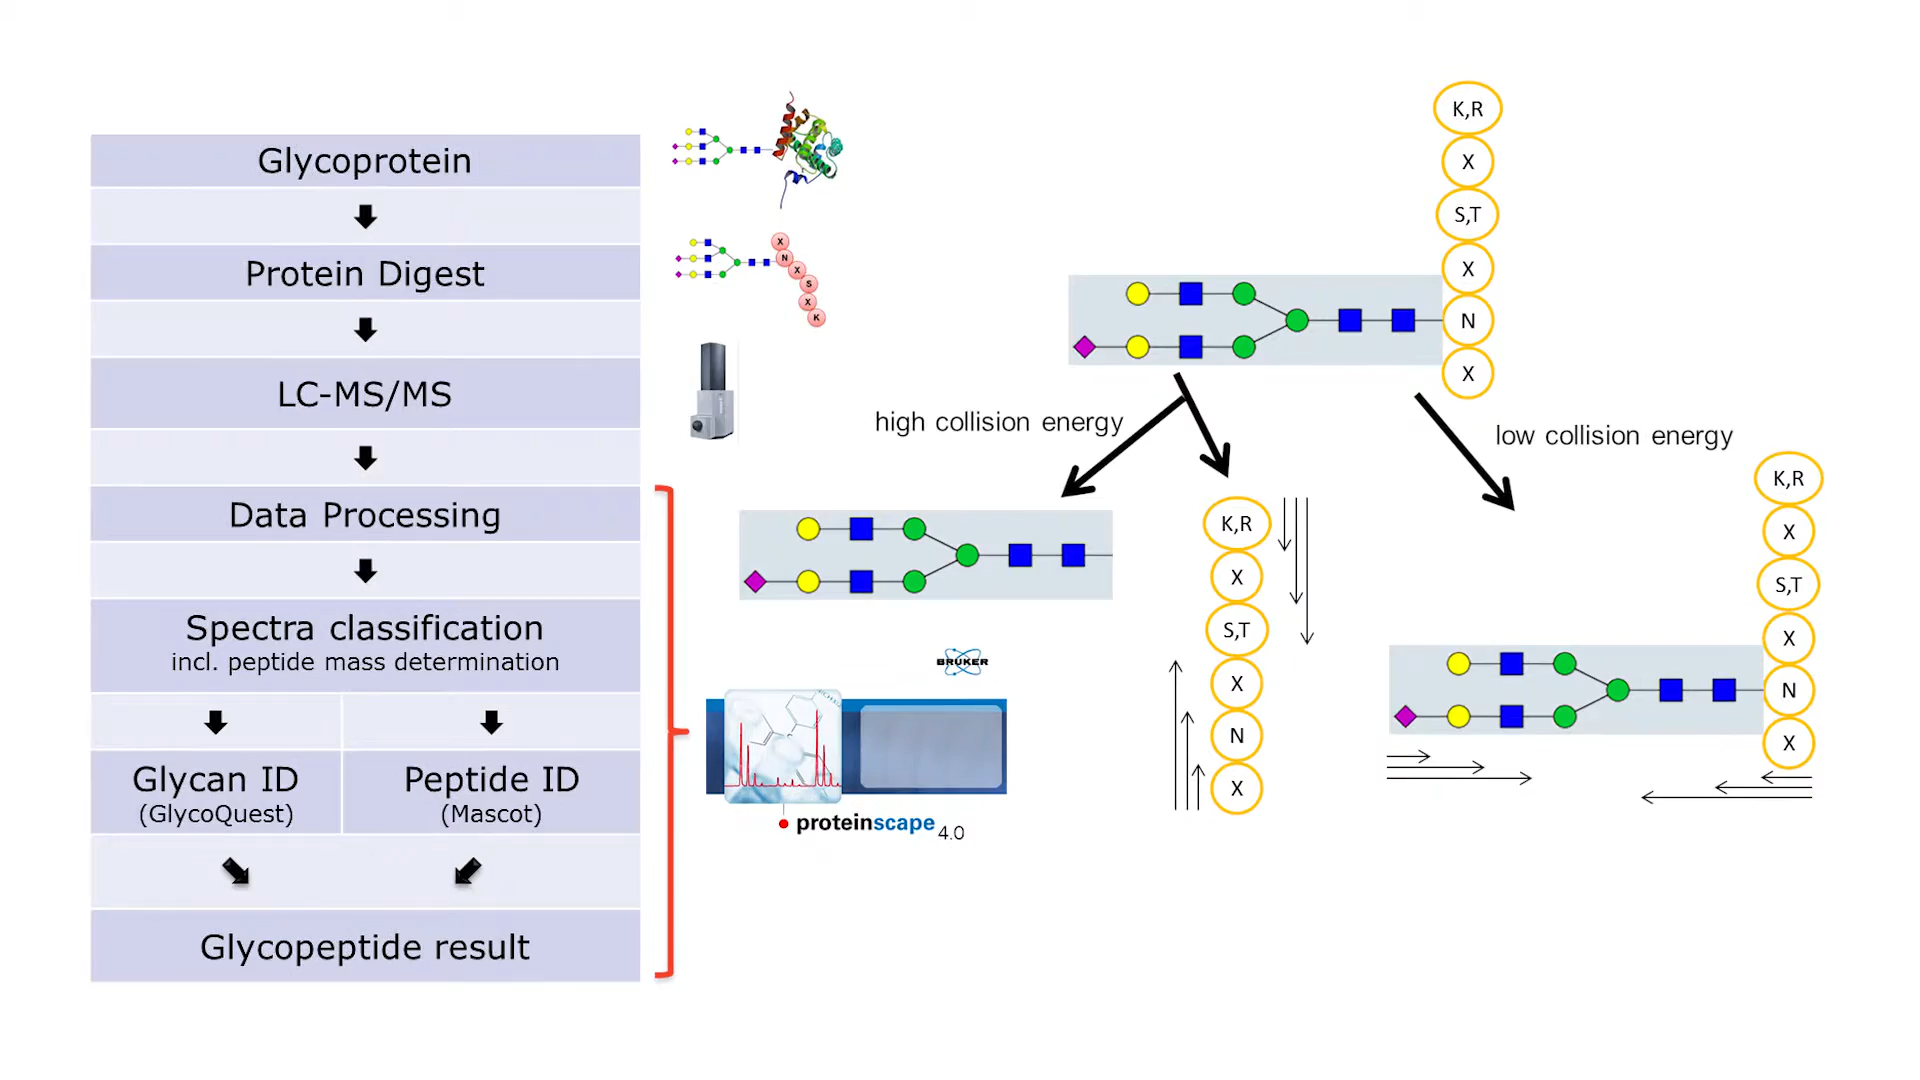 Glycoprotein
Protein Digest
LC-MS/MS
Data Processing
Spectra classification
incl. peptide mass determination
Glycan ID
(GlycoQuest)
Peptide ID
(Mascot)
Glycopeptide result
X
N
X
S
X
K
BRUKER
proteinscape 4.0
K,R
X
S,T
X
N
X
high collision energy
low collision energy
K,R
X
S,T
X
N
X
K,R
X
S,T
X
N
X